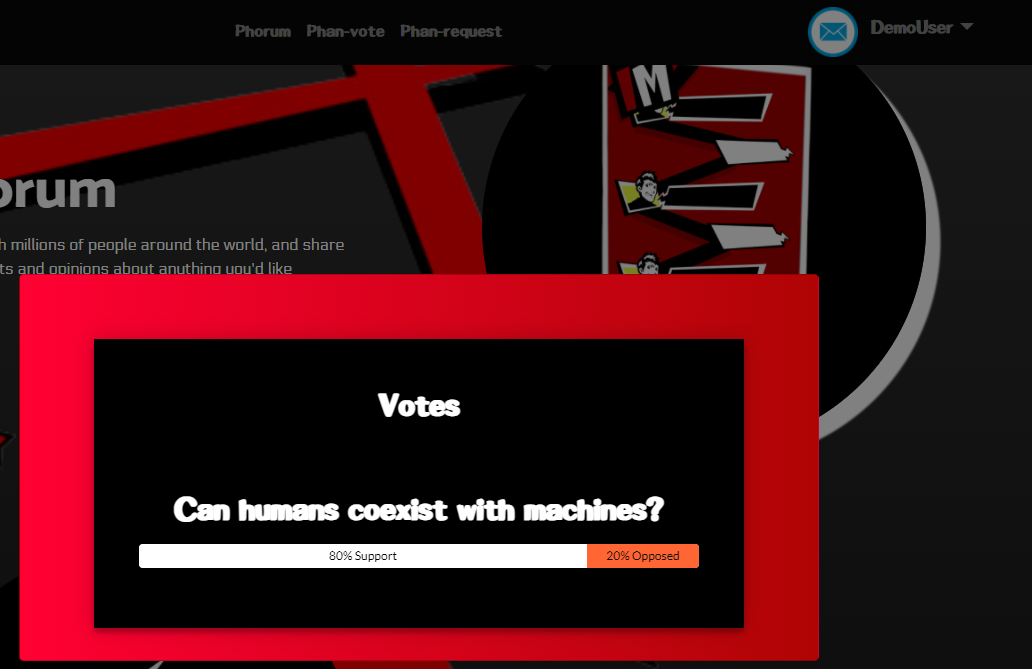 Phorum Phan-vote Phan-request DemoUser
M
orum
h millions of people around the world, and share
ts and opinions about anything you'd like
Votes
Can humans coexist with machines?
80% Support 20% Opposed